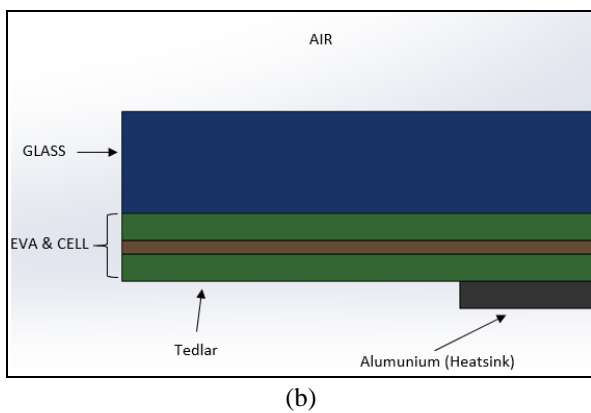 AIR
GLASS
EVA & CELL
Tedlar
Alumunium (Heatsink)
(b)